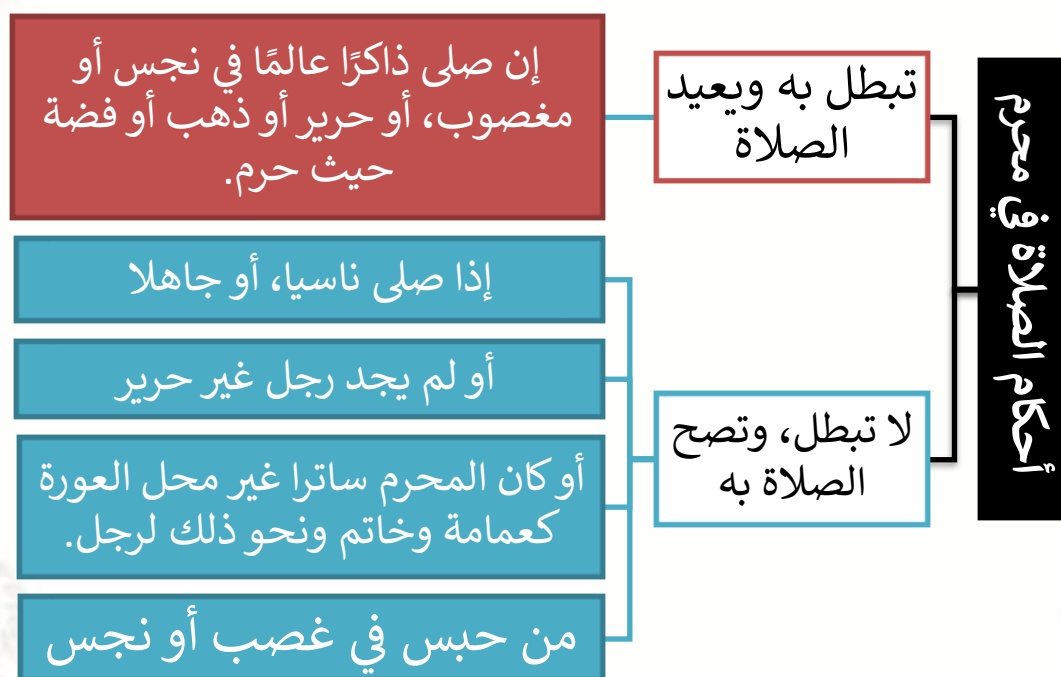 أحكام الصلاة في محرم
تبطل به ويعيد
الصلاة
إن صلى ذاكرًا عالمًا في نجس أو
مغصوب، أو حرير أو ذهب أو فضة
حيث حرم.
لا تبطل، وتصح
الصلاة به
إذا صلى ناسيا، أو جاهلا
أو لم يجد رجل غير حرير
أو كان المحرم ساترا غير محل العورة
كعمامة وخاتم ونحو ذلك لرجل.
من حبس في غصب أو نجس